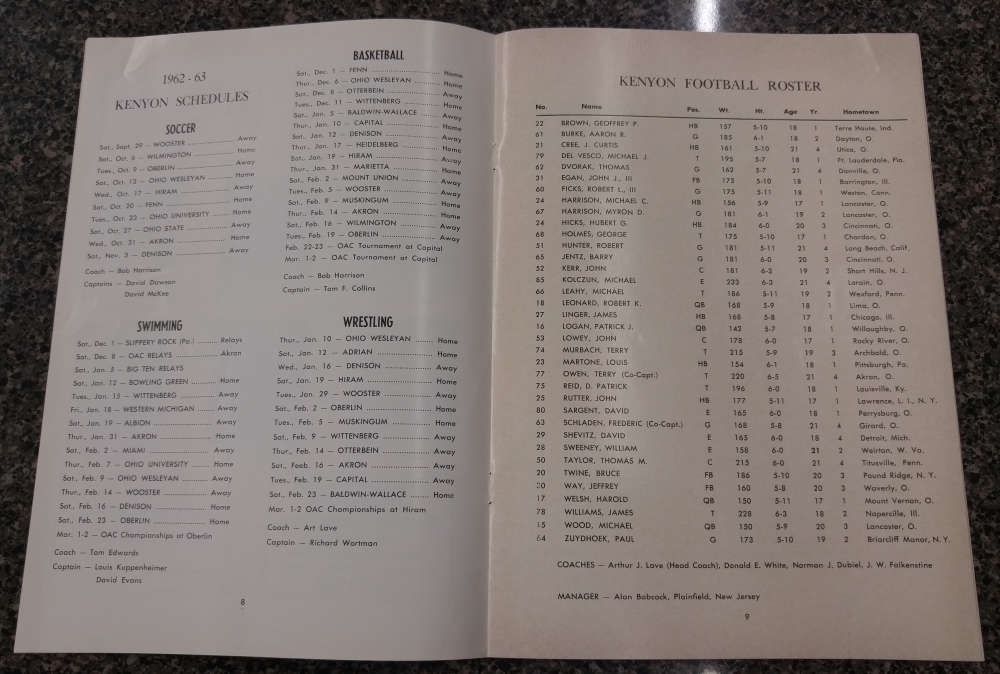 1962 - 63
KENYON SCHEDULES
SOCCER
Sat., Sept. 29 — WOOSTER Away
Sat., Oct. 6 — WILMINGTON Home
Tues., Oct. 9 — OBERLIN Away
Sat., Oct. 13 — OHIO WESLEYAN Home
Wed., Oct. 17 — HIRAM Away
Sat., Oct. 20 — FENN Home
Tues., Oct. 23 — OHIO UNIVERSITY Home
Sat., Oct. 27 — OHIO STATE Away
Wed., Oct. 31 — AKRON Home
Sat., Nov. 3 — DENISON Away
Coach — Bob Harrison
Captains — David Dawson
David McKee
SWIMMING
Sat., Dec. 1 — SLIPPERY ROCK (Pa.) Relays
Sat., Dec. 8 — OAC RELAYS Akron
Sat., Jan. 5 — BIG TEN RELAYS
Sat., Jan. 12 — BOWLING GREEN Home
Tues., Jan. 15 — WITTENBERG Away
Fri., Jan. 18 — WESTERN MICHIGAN Away
Sat., Jan. 19 — ALBION Away
Thur., Jan. 31 — AKRON Home
Sat., Feb. 2 — MIAMI Away
Thur., Feb. 7 — OHIO UNIVERSITY Home
Sat., Feb. 9 — OHIO WESLEYAN Away
Thur., Feb. 14 — WOOSTER Away
Sat., Feb. 16 — DENISON Home
Sat., Feb. 23 — OBERLIN Home
Mar. 1-2 — OAC Championships at Oberlin
Coach — Tom Edwards
Captain — Louis Kuppenheimer
David Evans
BASKETBALL
Sat., Dec. 1 — FENN Home
Thur., Dec. 6 — OHIO WESLEYAN Home
Sat., Dec. 8 — OTTERBEIN Away
Tues., Dec. 11 — WITTENBERG Home
Sat., Jan. 5 — BALDWIN-WALLACE Away
Thur., Jan. 10 — CAPITAL Home
Sat., Jan. 12 — DENISON Away
Thur., Jan. 17 — HEIDELBERG Home
Sat., Jan. 19 — HIRAM Away
Thur., Jan. 31 — MARIETTA Home
Sat., Feb. 2 — MOUNT UNION Away
Tues., Feb. 5 — WOOSTER Away
Sat., Feb. 9 — MUSKINGUM Home
Thur., Feb. 14 — AKRON Home
Sat., Feb. 16 — WILMINGTON Away
Tues., Feb. 19 — OBERLIN Away
Feb. 22-23 — OAC Tournament at Capital
Mar. 1-2 — OAC Tournament at Capital
Coach — Bob Harrison
Captain — Tom F. Collins
WRESTLING
Thur., Jan. 10 — OHIO WESLEYAN Home
Sat., Jan. 12 — ADRIAN Home
Wed., Jan. 16 — DENISON Away
Sat., Jan. 19 — HIRAM Home
Tues., Jan. 29 — WOOSTER Away
Sat., Feb. 2 — OBERLIN Home
Tues., Feb. 5 — MUSKINGUM Home
Sat., Feb. 9 — WITTENBERG Away
Thur., Feb. 14 — OTTERBEIN Away
Sat., Feeb. 16 — AKRON Away
Tues., Feb. 19 — CAPITAL Away
Sat., Feb. 23 — BALDWIN-WALLACE Home
Mar. 1-2 OAC Championships at Hiram
Coach — Art Lave
Captain — Richard Wortman
8
KENYON FOOTBALL ROSTER
No. Name Pos. Wt. Ht. Age Yr. Hometown
22 BROWN, GEOFFREY P. HB 157 5-10 18 1 Terre Haute, Ind.
61 BURKE, AARON R. G 185 6-1 18 2 Dayton, O.
21 CREE, J. CURTIS HB 161 5-10 21 4 Utica, O.
79 DEL VESCO, MICHAEL J. T 195 5-7 18 1 Ft. Lauderdale, Fla.
62 DVORAK, THOMAS G 162 5-7 21 4 Danville, O.
31 EGAN, JOHN J., III FB 175 5-10 18 1 Barrington, Ill.
60 FICKS, ROBERT L., III G 175 5-11 18 1 Weston, Conn.
24 HARRISON, MICHAEL C. HB 156 5-9 17 1 Lancaster, O.
67 HARRISON, MYRON D. G 181 6-1 19 2 Lancaster, O.
24 HICKS, HUBERT G. HB 184 6-0 20 3 Cincinnati, O.
68 HOLMES, GEORGE T 175 5-10 17 1 Chardon, O.
51 HUNTER, ROBERT G 181 5-11 21 4 Long Beach, Calif.
65 JENTZ, BARRY G 181 6-0 20 3 Cincinnati, O.
52 KERR, JOHN C 181 6-3 19 2 Short Hills, N. J.
85 KOLCZUN, MICHAEL E 233 6-3 21 4 Lorain, O.
66 LEAHY, MICHAEL T 186 5-11 19 2 Wexford, Penn.
18 LEONARD, ROBERT K. QB 168 5-9 18 1 Lima, O.
27 LINGER, JAMES HB 168 5-8 17 1 Chicago, Ill.
16 LOGAN, PATRICK J. QB 142 5-7 18 1 Willoughby, O.
53 LOWEY, JOHN C 178 6-0 17 1 Rocky River, O.
74 MURBACH, TERRY T 215 5-9 19 3 Archbold, O.
23 MARTONE, LOUIS HB 154 6-1 18 1 Pittsburgh, Pa.
77 OWEN, TERRY (Co-Capt.) T 220 6-5 21 4 Akron, O.
75 REID, D. PATRICK T 196 6-0 18 1 Louisville, Ky.
25 RUTTER, JOHN HB 177 5-11 17 1 Lawrence, L. I., N. Y.
80 SARGENT, DAVID E 165 6-0 18 1 Perrysburg, O.
63 SCHLADEN, FREDERIC (Co-Capt.) G 168 5-8 21 4 Girard, O.
29 SHEVITZ, DAVID E 165 6-0 18 4 Detroit, Mich.
28 SWEENEY, WILLIAM E 158 6-0 21 2 Weirton, W. Va.
50 TAYLOR, THOMAS M. C 215 6-0 21 4 Titusville, Penn.
20 TWINE, BRUCE FB 186 5-10 20 3 Pound Ridge, N. Y.
30 WAY, JEFFREY FB 160 5-8 20 3 Waverly, O.
17 WELSH, HAROLD QB 150 5-11 17 1 Mount Vernon, O.
78 WILLIAMS, JAMES T 228 6-3 18 2 Naperville, Ill.
15 WOOD, MICHAEL QB 150 5-9 20 3 Lancaster, O.
64 ZUYDHOEK, PAUL G 173 5-10 19 2 Briarcliff Manor, N. Y.
COACHES — Arthur J. Lave (Head Coach), Donald E. White, Norman J. Dubiel, J. W. Falkenstine
MANAGER — Alan Babcock, Plainfield, New Jersey
9